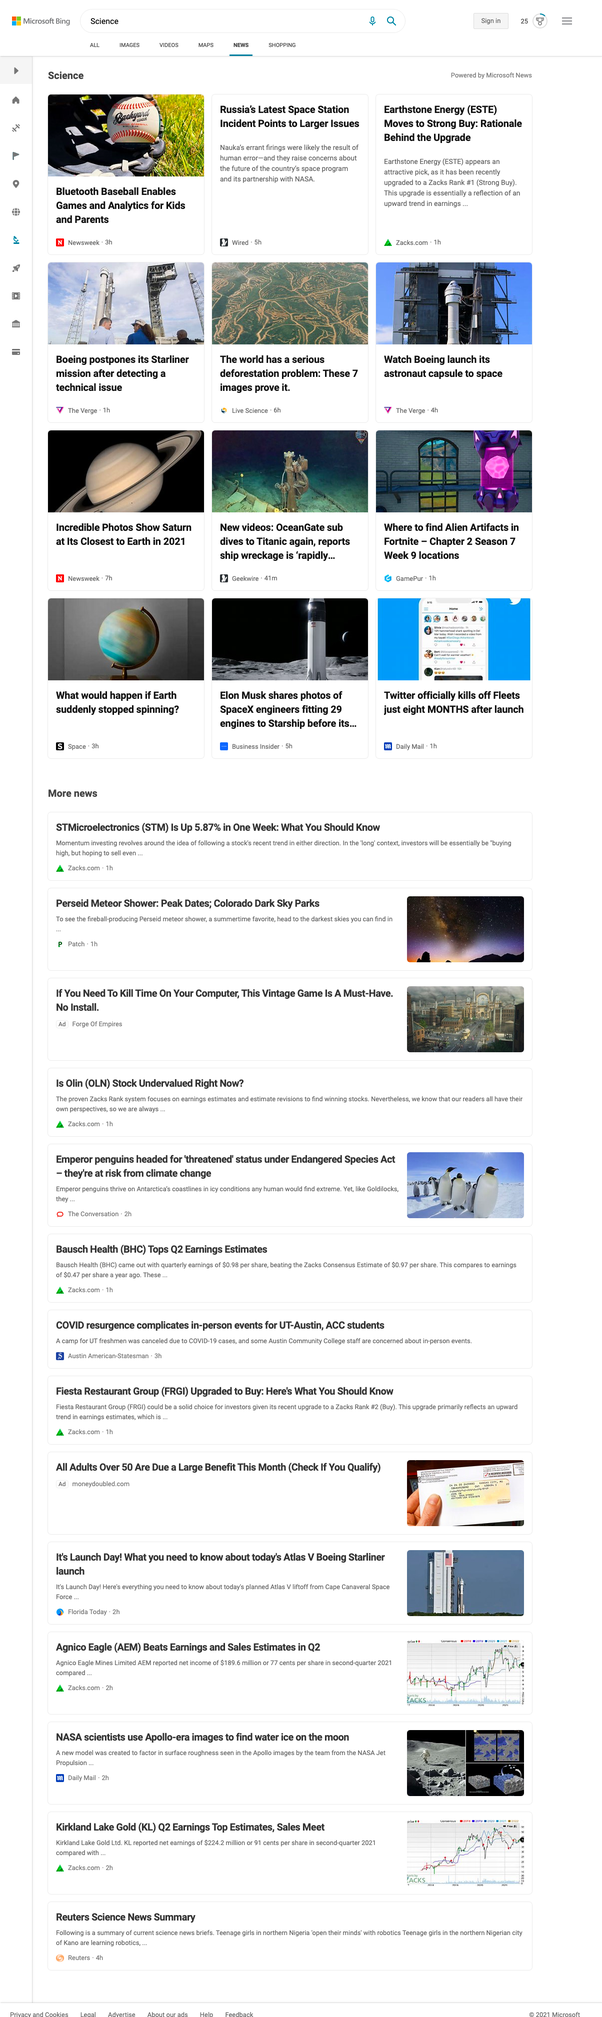 Microsoft Bing
Science
Sign in
25
ALL IMAGES VIDEOS MAPS NEWS SHOPPING
Science
Powered by Microsoft News
Bluetooth Baseball Enables
Games and Analytics for Kids
and Parents
Newsweek · 3h
Russia's Latest Space Station
Incident Points to Larger Issues
Nauka's errant firings were likely the result of
human error—and they raise concerns about
the future of the country's space program
and its partnership with NASA.
Wired · 5h
Earthstone Energy (ESTE)
Moves to Strong Buy: Rationale
Behind the Upgrade
Earthstone Energy (ESTE) appears an
attractive pick, as it has been recently
upgraded to a Zacks Rank #1 (Strong Buy).
This upgrade is essentially a reflection of an
upward trend in earnings ...
Zacks.com · 1h
Boeing postpones its Starliner
mission after detecting a
technical issue
The Verge · 1h
The world has a serious
deforestation problem: These 7
images prove it.
Live Science · 6h
Watch Boeing launch its
astronaut capsule to space
The Verge · 4h
Incredible Photos Show Saturn
at Its Closest to Earth in 2021
Newsweek · 7h
New videos: OceanGate sub
dives to Titanic again, reports
ship wreckage is 'rapidly...
Geekwire · 41m
Where to find Alien Artifacts in
Fortnite – Chapter 2 Season 7
Week 9 locations
GamePur · 1h
What would happen if Earth
suddenly stopped spinning?
Space · 3h
Elon Musk shares photos of
SpaceX engineers fitting 29
engines to Starship before its...
Business Insider · 5h
Twitter officially kills off Fleets
just eight MONTHS after launch
Daily Mail · 1h
More news
STMicroelectronics (STM) Is Up 5.87% in One Week: What You Should Know
Momentum investing revolves around the idea of following a stock's recent trend in either direction. In the 'long' context, investors will be essentially be "buying
high, but hoping to sell even ...
Zacks.com · 1h
Perseid Meteor Shower: Peak Dates; Colorado Dark Sky Parks
To see the fireball-producing Perseid meteor shower, a summertime favorite, head to the darkest skies you can find in
...
Patch · 1h
If You Need To Kill Time On Your Computer, This Vintage Game Is A Must-Have.
No Install.
Ad Forge Of Empires
Is Olin (OLN) Stock Undervalued Right Now?
The proven Zacks Rank system focuses on earnings estimates and estimate revisions to find winning stocks. Nevertheless, we know that our readers all have their
own perspectives, so we are always ...
Zacks.com · 1h
Emperor penguins headed for 'threatened' status under Endangered Species Act
– they're at risk from climate change
Emperor penguins thrive on Antarctica's coastlines in icy conditions any human would find extreme. Yet, like Goldilocks,
they ...
The Conversation · 2h
Bausch Health (BHC) Tops Q2 Earnings Estimates
Bausch Health (BHC) came out with quarterly earnings of $0.98 per share, beating the Zacks Consensus Estimate of $0.97 per share. This compares to earnings
of $0.47 per share a year ago. These ...
Zacks.com · 1h
COVID resurgence complicates in-person events for UT-Austin, ACC students
A camp for UT freshmen was canceled due to COVID-19 cases, and some Austin Community College staff are concerned about in-person events.
Austin American-Statesman · 3h
Fiesta Restaurant Group (FRGI) Upgraded to Buy: Here's What You Should Know
Fiesta Restaurant Group (FRGI) could be a solid choice for investors given its recent upgrade to a Zacks Rank #2 (Buy). This upgrade primarily reflects an upward
trend in earnings estimates, which is ...
Zacks.com · 1h
All Adults Over 50 Are Due a Large Benefit This Month (Check If You Qualify)
Ad moneydoubled.com
It's Launch Day! What you need to know about today's Atlas V Boeing Starliner
launch
It's Launch Day! Here's everything you need to know about today's planned Atlas V liftoff from Cape Canaveral Space
Force ...
Florida Today · 2h
Agnico Eagle (AEM) Beats Earnings and Sales Estimates in Q2
Agnico Eagle Mines Limited AEM reported net income of $189.6 million or 77 cents per share in second-quarter 2021
compared ...
Zacks.com · 2h
NASA scientists use Apollo-era images to find water ice on the moon
A new model was created to factor in surface roughness seen in the Apollo images by the team from the NASA Jet
Propulsion ...
Daily Mail · 2h
Kirkland Lake Gold (KL) Q2 Earnings Top Estimates, Sales Meet
Kirkland Lake Gold Ltd. KL reported net earnings of $224.2 million or 91 cents per share in second-quarter 2021
compared with ...
Zacks.com · 2h
Reuters Science News Summary
Following is a summary of current science news briefs. Teenage girls in northern Nigeria 'open their minds' with robotics Teenage girls in the northern Nigerian city
of Kano are learning robotics, ...
Reuters · 4h
Privacy and Cookies Legal Advertise About our ads Help Feedback
© 2021 Microsoft